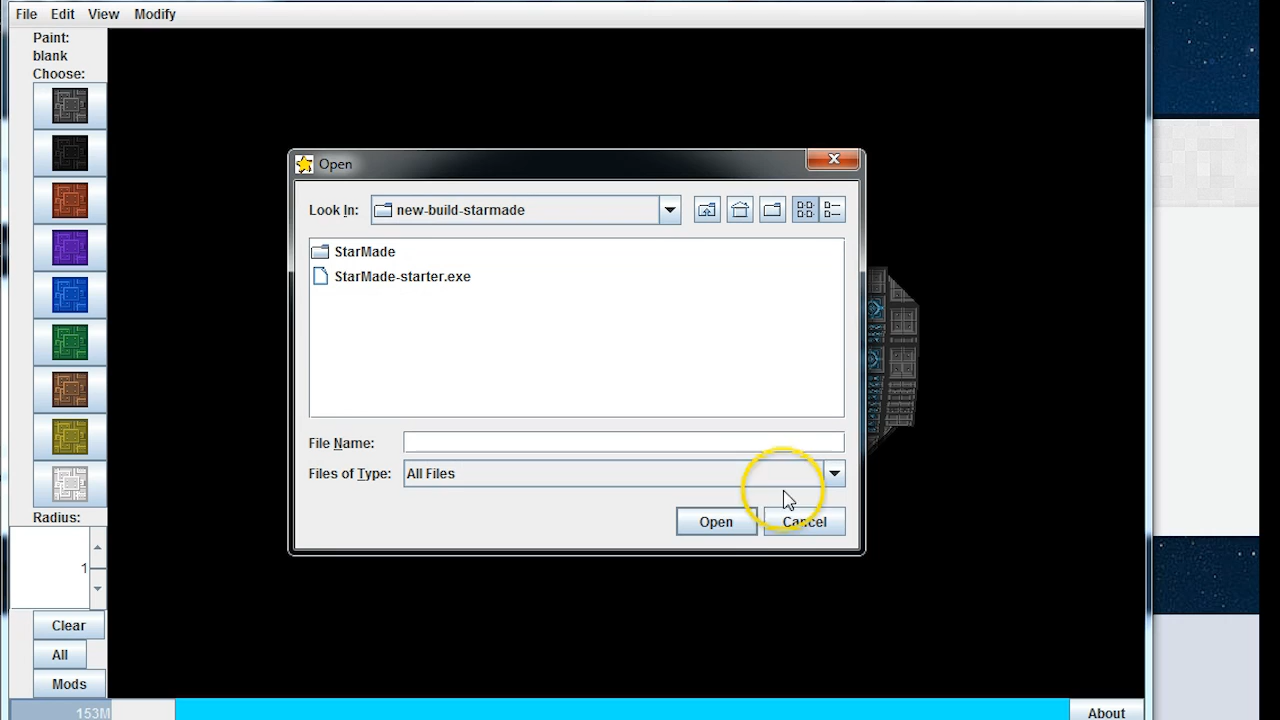 File Edit View Modify
Paint:
blank
Choose:
Open
Look In: new-build-starmade
StarMade
StarMade-starter.exe
File Name:
Files of Type: All Files
Open Cancel
Radius:
1
Clear
All
Mods
153M
About